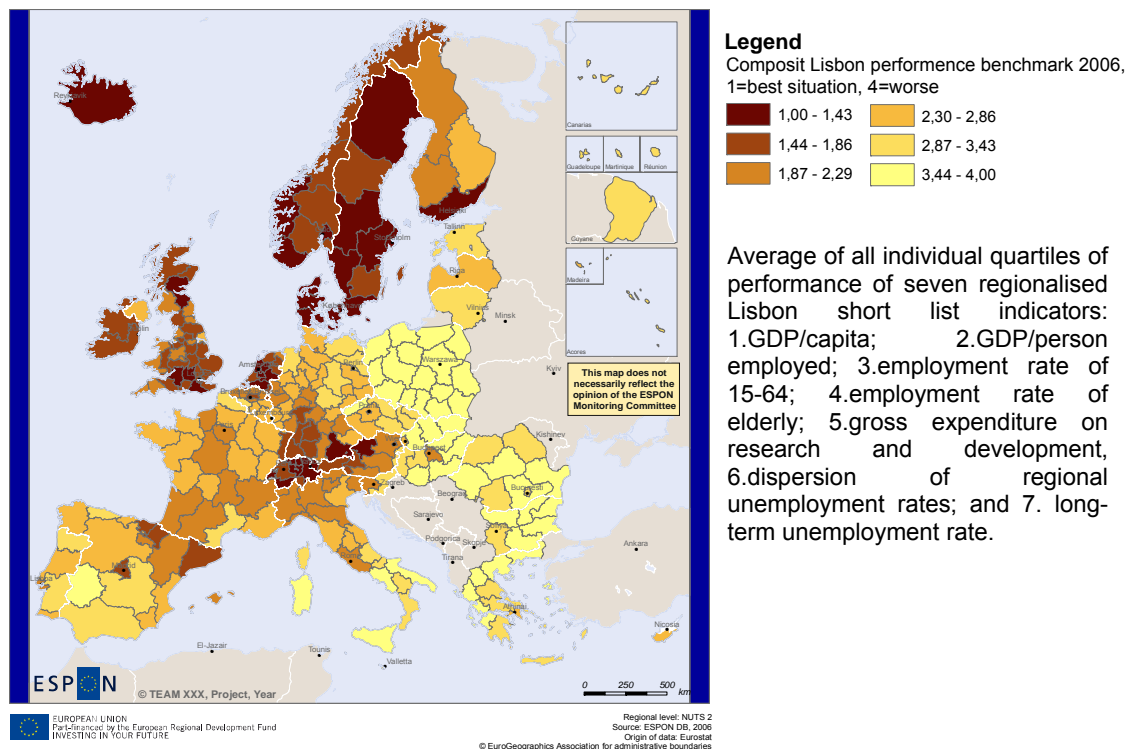 Legend
Composit Lisbon performence benchmark 2006,
1=best situation, 4=worse
1,00 - 1,43
1,44 - 1,86
1,87 - 2,29
2,30 - 2,86
2,87 - 3,43
3,44 - 4,00
Average of all individual quartiles of
performance of seven regionalised
Lisbon short list indicators:
1.GDP/capita; 2.GDP/person
employed; 3.employment rate of
15-64; 4.employment rate of
elderly; 5.gross expenditure on
research and development,
6.dispersion of regional
unemployment rates; and 7. long-
term unemployment rate.
Canarias
Guadeloupe
Martinique
Réunion
Guyane
Madeira
Acores
This map does not
necessarily reflect the
opinion of the ESPON
Monitoring Committee
Reykjavik
Helsinki
Tallinn
Stockholm
Riga
Vilnius
Minsk
Warszawa
Kyiv
Berlin
Kishinev
Zagreb
Beograd
Bucuresti
Sarajevo
Sofiya
Podgorica
Skopje
Tirana
Ankara
Roma
Madrid
Lisboa
Athinai
Nicosia
El-Jazair
Tounis
Valletta
Paris
Budapest
ESPON
© TEAM XXX, Project, Year
0 250 500
km
EUROPEAN UNION
Part-financed by the European Regional Development Fund
INVESTING IN YOUR FUTURE
Regional level: NUTS 2
Source: ESPON DB, 2006
Origin of data: Eurostat
© EuroGeographics Association for administrative boundaries